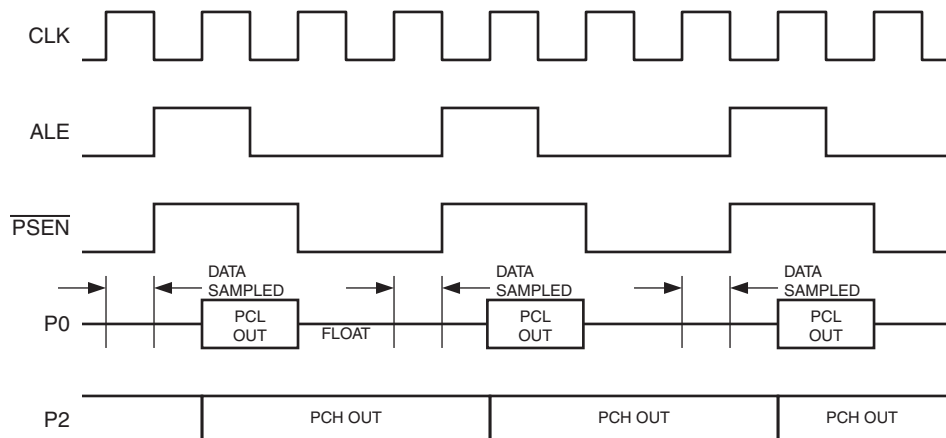 CLK
ALE
PSEN
DATA
SAMPLED
DATA
SAMPLED
DATA
SAMPLED
P0
PCL
OUT
FLOAT
PCL
OUT
PCL
OUT
P2
PCH OUT
PCH OUT
PCH OUT